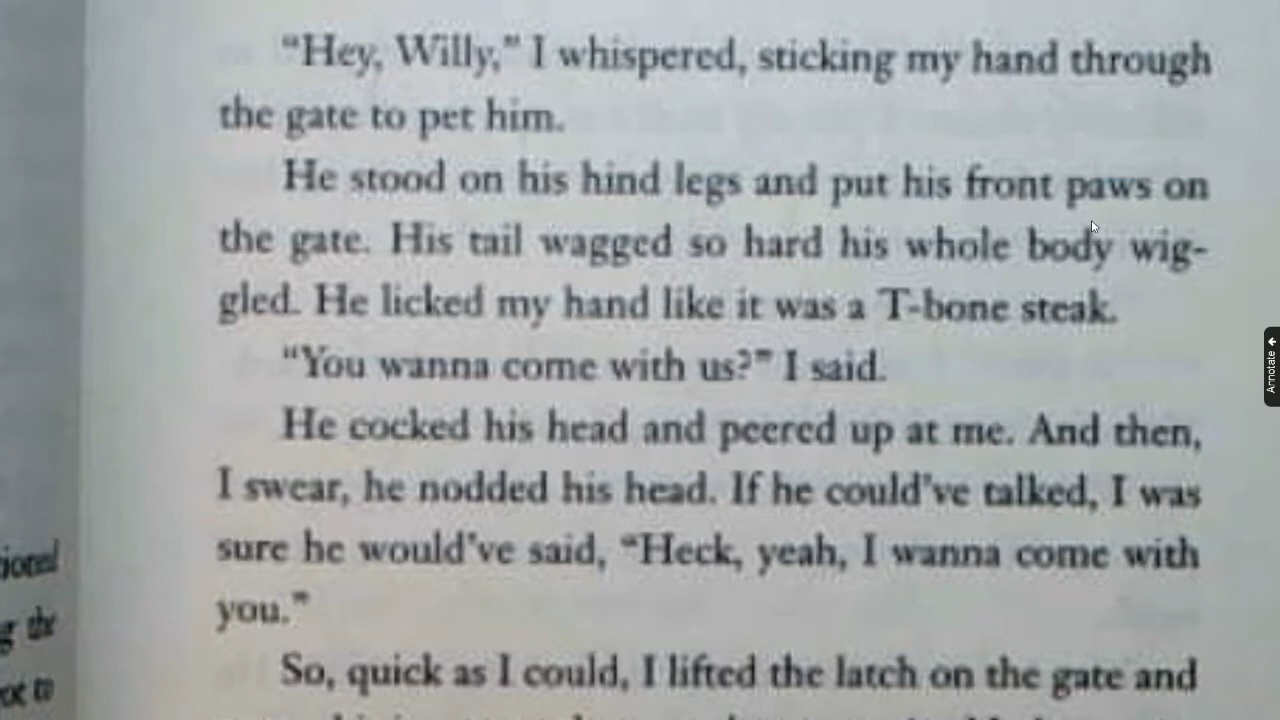 "Hey, Willy," I whispered, sticking my hand through
the gate to pet him.
He stood on his hind legs and put his front paws on
the gate. His tail wagged so hard his whole body wig-
gled. He licked my hand like it was a T-bone steak.
"You wanna come with us?" I said.
He cocked his head and peered up at me. And then,
I swear, he nodded his head. If he could've talked, I was
sure he would've said, "Heck, yeah, I wanna come with
you."
So, quick as I could, I lifted the latch on the gate and
Annotate